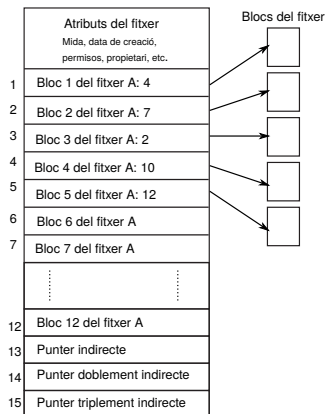 Blocs del fitxer
Atributs del fitxer
Mida, data de creació,
permisos, propietari, etc.
1 Bloc 1 del fitxer A: 4
2 Bloc 2 del fitxer A: 7
3 Bloc 3 del fitxer A: 2
4 Bloc 4 del fitxer A: 10
5 Bloc 5 del fitxer A: 12
6 Bloc 6 del fitxer A
7 Bloc 7 del fitxer A
12 Bloc 12 del fitxer A
13 Punter indirecte
14 Punter doblement indirecte
15 Punter triplement indirecte